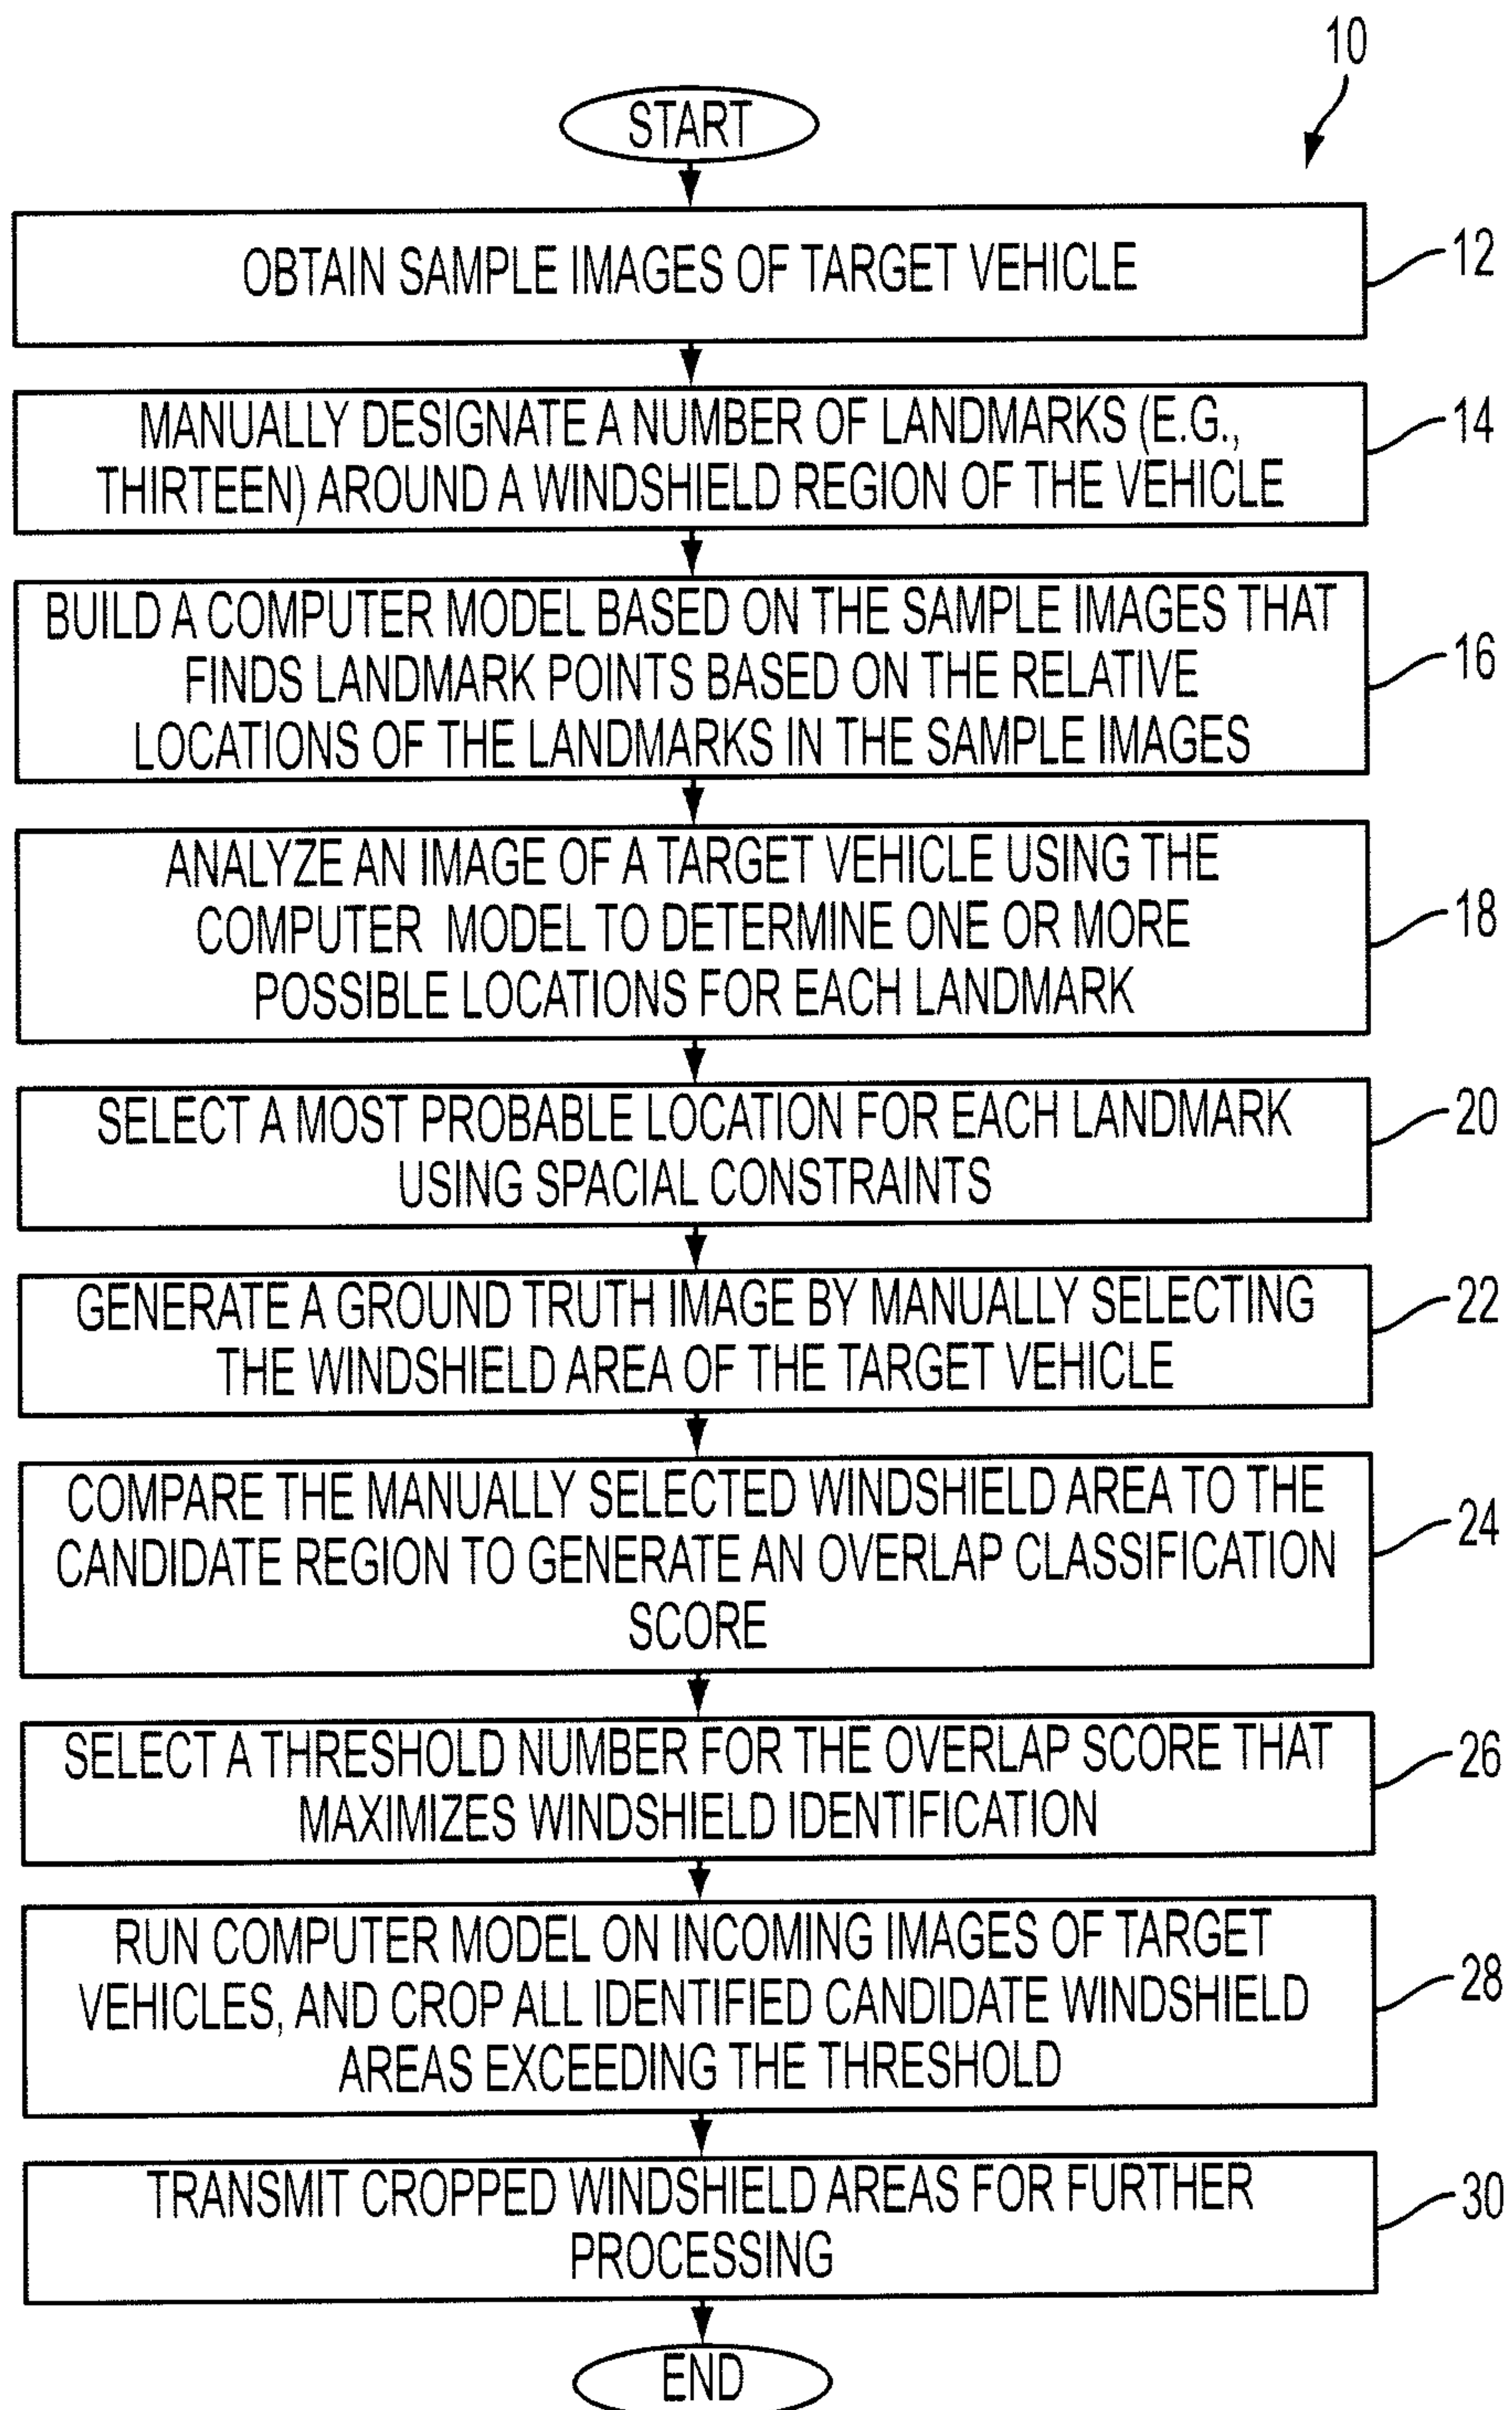 10
START
OBTAIN SAMPLE IMAGES OF TARGET VEHICLE
12
MANUALLY DESIGNATE A NUMBER OF LANDMARKS (E.G.,
THIRTEEN) AROUND A WINDSHIELD REGION OF THE VEHICLE
14
BUILD A COMPUTER MODEL BASED ON THE SAMPLE IMAGES THAT
FINDS LANDMARK POINTS BASED ON THE RELATIVE
LOCATIONS OF THE LANDMARKS IN THE SAMPLE IMAGES
16
ANALYZE AN IMAGE OF A TARGET VEHICLE USING THE
COMPUTER MODEL TO DETERMINE ONE OR MORE
POSSIBLE LOCATIONS FOR EACH LANDMARK
18
SELECT A MOST PROBABLE LOCATION FOR EACH LANDMARK
USING SPACIAL CONSTRAINTS
20
GENERATE A GROUND TRUTH IMAGE BY MANUALLY SELECTING
THE WINDSHIELD AREA OF THE TARGET VEHICLE
22
COMPARE THE MANUALLY SELECTED WINDSHIELD AREA TO THE
CANDIDATE REGION TO GENERATE AN OVERLAP CLASSIFICATION
SCORE
24
SELECT A THRESHOLD NUMBER FOR THE OVERLAP SCORE THAT
MAXIMIZES WINDSHIELD IDENTIFICATION
26
RUN COMPUTER MODEL ON INCOMING IMAGES OF TARGET
VEHICLES, AND CROP ALL IDENTIFIED CANDIDATE WINDSHIELD
AREAS EXCEEDING THE THRESHOLD
28
TRANSMIT CROPPED WINDSHIELD AREAS FOR FURTHER
PROCESSING
30
END